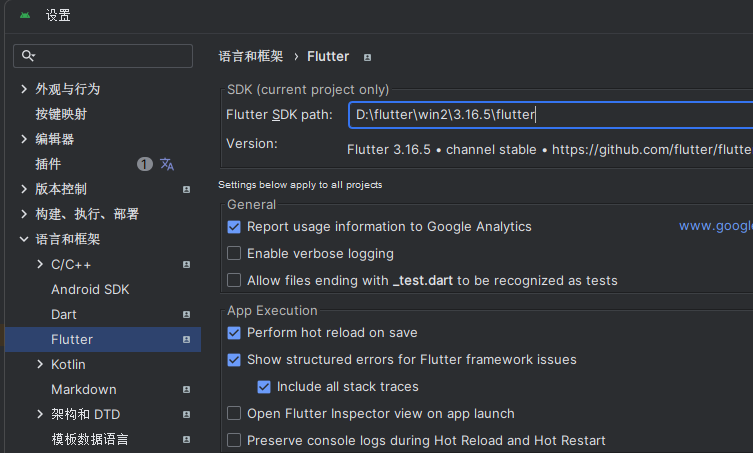 设置
外观与行为
按键映射
编辑器
插件 1
版本控制
构建、执行、部署
语言和框架
C/C++
Android SDK
Dart
Flutter
Kotlin
Markdown
架构和 DTD
模板数据语言
语言和框架 › Flutter
SDK (current project only)
Flutter SDK path: D:\flutter\win2\3.16.5\flutter
Version: Flutter 3.16.5 • channel stable • https://github.com/flutter/flutte
Settings below apply to all projects
General
Report usage information to Google Analytics www.google
Enable verbose logging
Allow files ending with _test.dart to be recognized as tests
App Execution
Perform hot reload on save
Show structured errors for Flutter framework issues
Include all stack traces
Open Flutter Inspector view on app launch
Preserve console logs during Hot Reload and Hot Restart